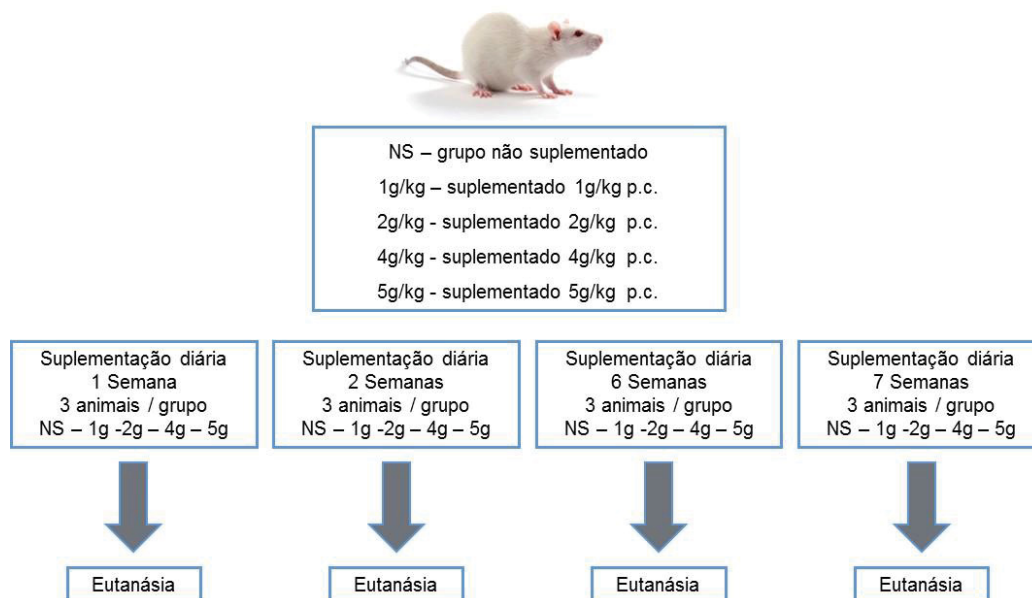 NS – grupo não suplementado
1g/kg – suplementado 1g/kg p.c.
2g/kg - suplementado 2g/kg p.c.
4g/kg - suplementado 4g/kg p.c.
5g/kg - suplementado 5g/kg p.c.
Suplementação diária
1 Semana
3 animais / grupo
NS – 1g -2g – 4g – 5g
Suplementação diária
2 Semanas
3 animais / grupo
NS – 1g -2g – 4g – 5g
Suplementação diária
6 Semanas
3 animais / grupo
NS – 1g -2g – 4g – 5g
Suplementação diária
7 Semanas
3 animais / grupo
NS – 1g -2g – 4g – 5g
Eutanásia
Eutanásia
Eutanásia
Eutanásia